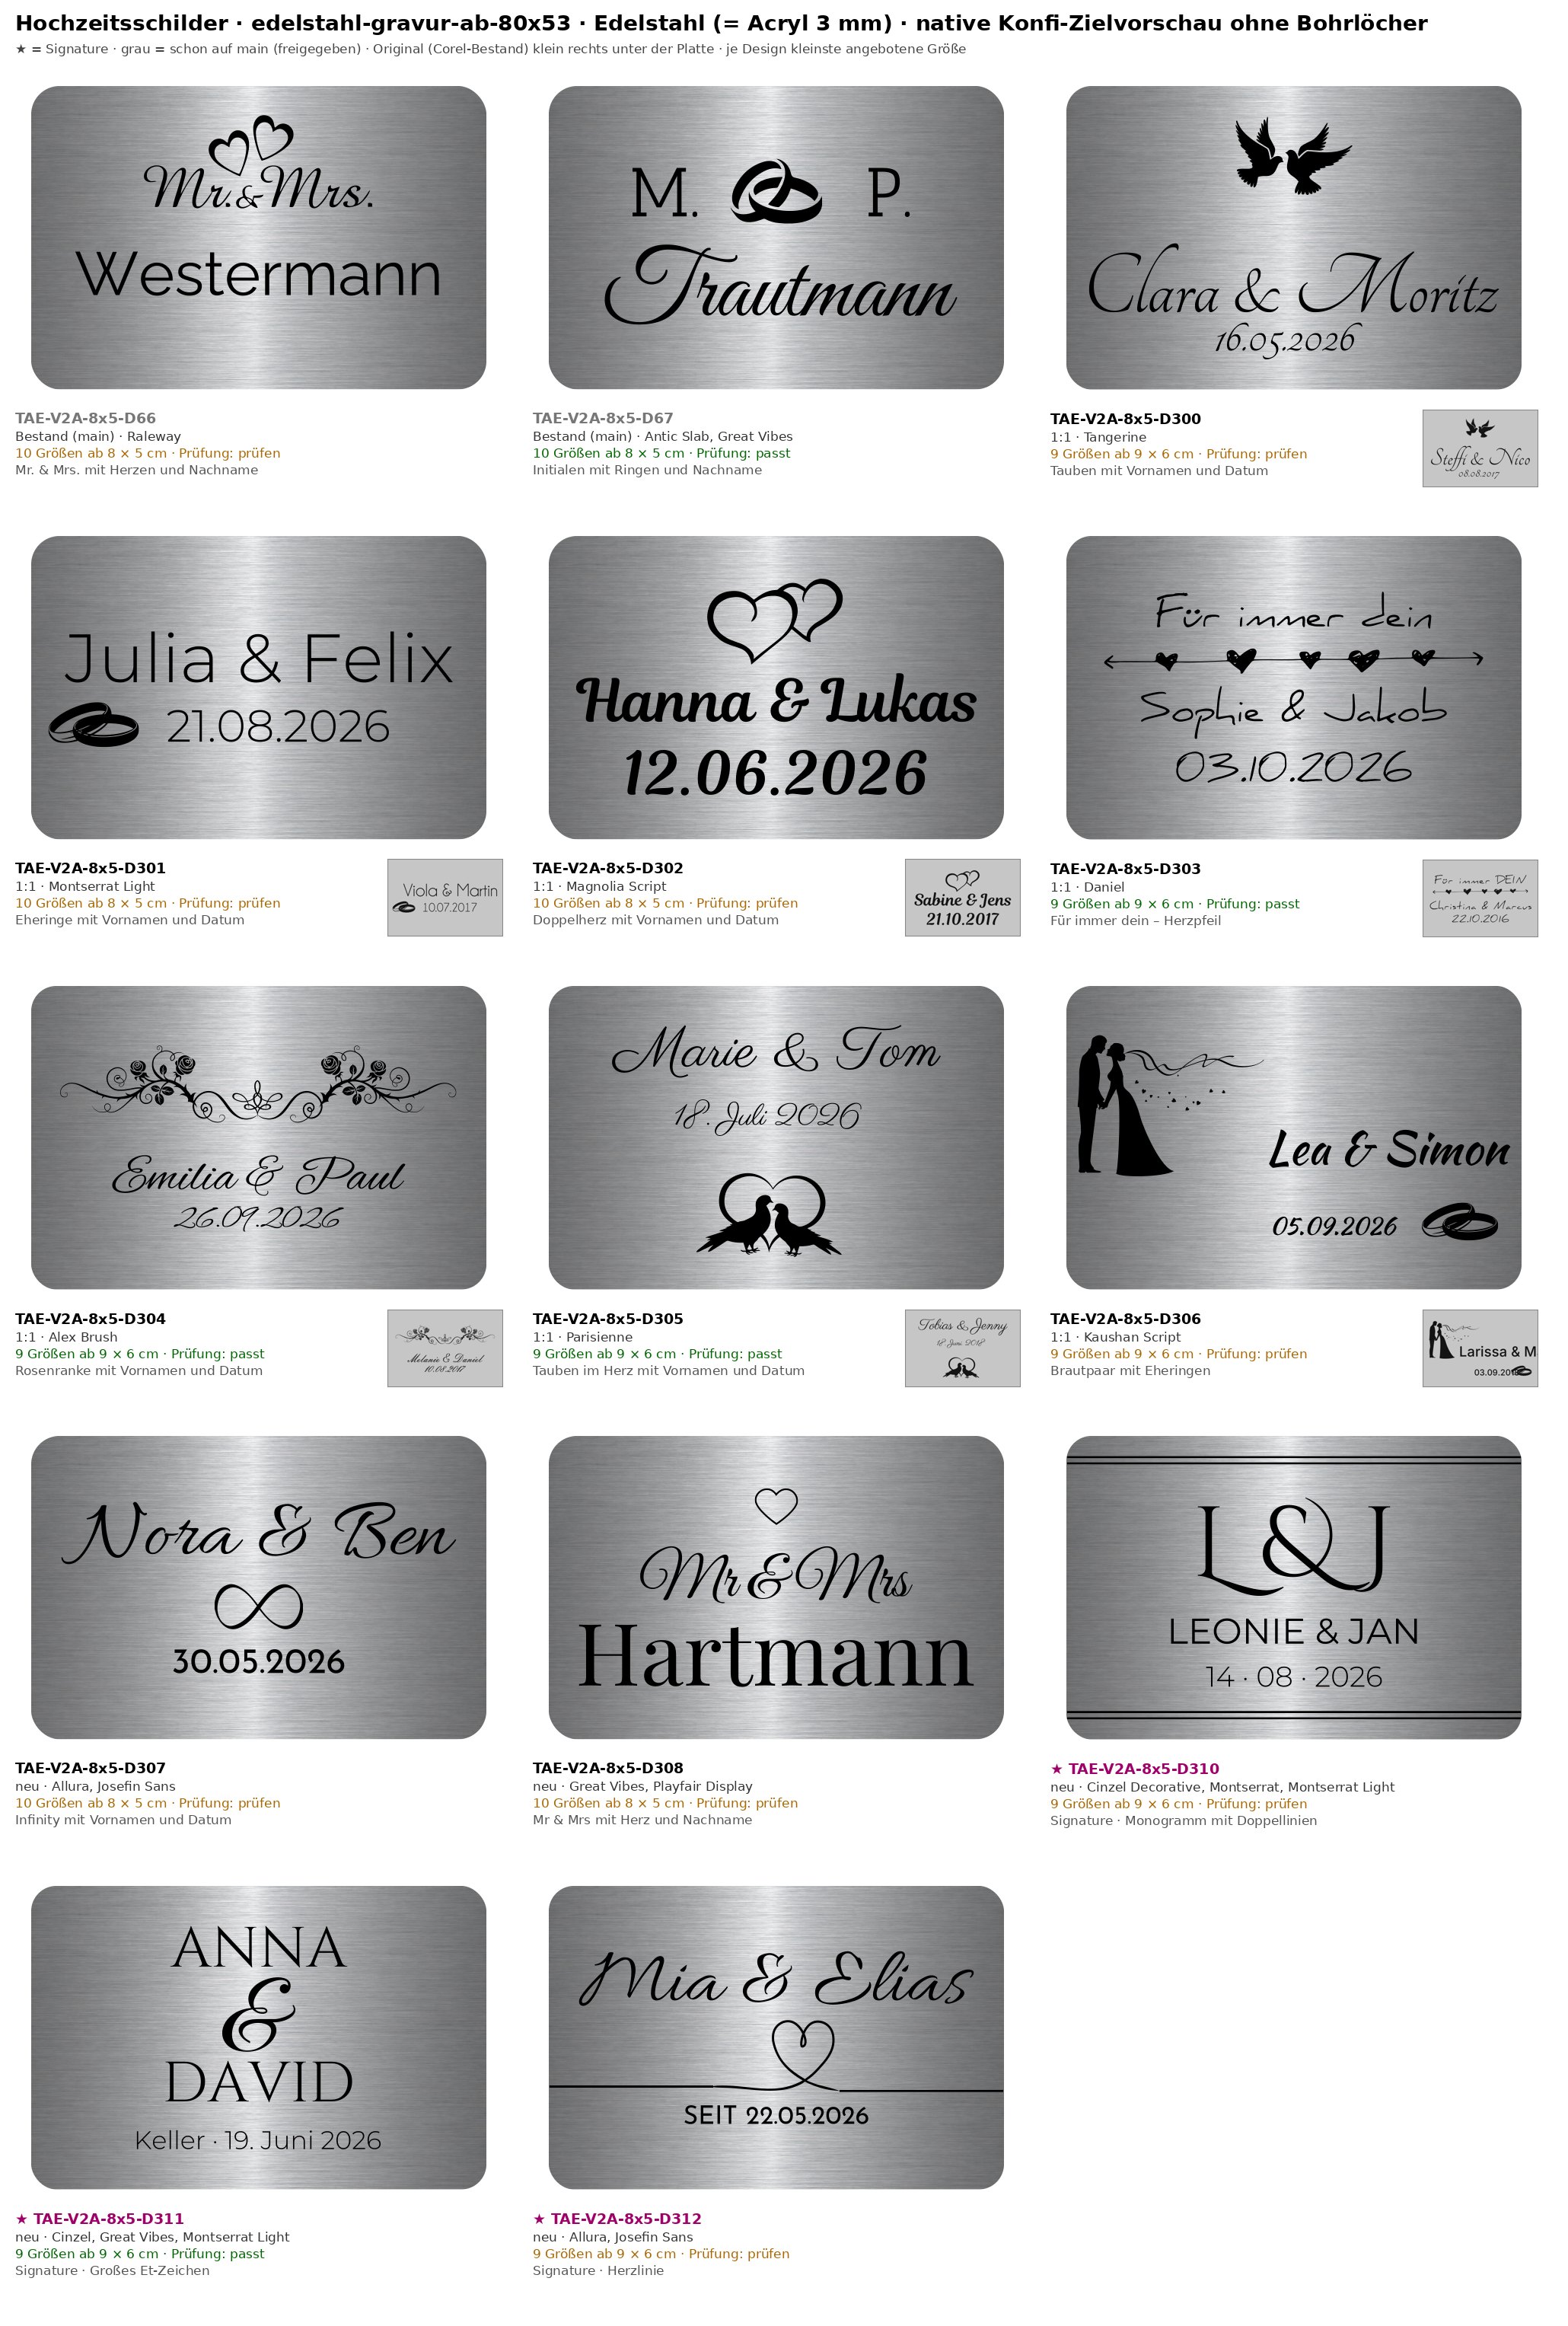 Hochzeitsschilder · edelstahl-gravur-ab-80x53 · Edelstahl (= Acryl 3 mm) · native Konfi-Zielvorschau ohne Bohrlöcher
★ = Signature · grau = schon auf main (freigegeben) · Original (Corel-Bestand) klein rechts unter der Platte · je Design kleinste angebotene Größe
Mr.&Mrs.
Westermann
TAE-V2A-8x5-D66
Bestand (main) · Raleway
10 Größen ab 8 × 5 cm · Prüfung: prüfen
Mr. & Mrs. mit Herzen und Nachname
M. P.
Trautmann
TAE-V2A-8x5-D67
Bestand (main) · Antic Slab, Great Vibes
10 Größen ab 8 × 5 cm · Prüfung: passt
Initialen mit Ringen und Nachname
Clara & Moritz
16.05.2026
TAE-V2A-8x5-D300
1:1 · Tangerine
9 Größen ab 9 × 6 cm · Prüfung: prüfen
Tauben mit Vornamen und Datum
Steffi & Nico
08.08.2017
Julia & Felix
21.08.2026
TAE-V2A-8x5-D301
1:1 · Montserrat Light
10 Größen ab 8 × 5 cm · Prüfung: prüfen
Eheringe mit Vornamen und Datum
Viola & Martin
10.07.2017
Hanna & Lukas
12.06.2026
TAE-V2A-8x5-D302
1:1 · Magnolia Script
10 Größen ab 8 × 5 cm · Prüfung: prüfen
Doppelherz mit Vornamen und Datum
Sabine & Jens
21.10.2017
Für immer dein
Sophie & Jakob
03.10.2026
TAE-V2A-8x5-D303
1:1 · Daniel
9 Größen ab 9 × 6 cm · Prüfung: passt
Für immer dein – Herzpfeil
Für immer DEIN
Christina & Marcus
22.10.2016
Emilia & Paul
26.09.2026
TAE-V2A-8x5-D304
1:1 · Alex Brush
9 Größen ab 9 × 6 cm · Prüfung: passt
Rosenranke mit Vornamen und Datum
Melanie & Daniel
10.08.2017
Marie & Tom
18. Juli 2026
TAE-V2A-8x5-D305
1:1 · Parisienne
9 Größen ab 9 × 6 cm · Prüfung: passt
Tauben im Herz mit Vornamen und Datum
Tobias & Jenny
18 Juni 2018
Lea & Simon
05.09.2026
TAE-V2A-8x5-D306
1:1 · Kaushan Script
9 Größen ab 9 × 6 cm · Prüfung: prüfen
Brautpaar mit Eheringen
Larissa & M
Nora & Ben
30.05.2026
TAE-V2A-8x5-D307
neu · Allura, Josefin Sans
10 Größen ab 8 × 5 cm · Prüfung: prüfen
Infinity mit Vornamen und Datum
Mr & Mrs
Hartmann
TAE-V2A-8x5-D308
neu · Great Vibes, Playfair Display
10 Größen ab 8 × 5 cm · Prüfung: prüfen
Mr & Mrs mit Herz und Nachname
L&J
LEONIE & JAN
14 · 08 · 2026
★ TAE-V2A-8x5-D310
neu · Cinzel Decorative, Montserrat, Montserrat Light
9 Größen ab 9 × 6 cm · Prüfung: prüfen
Signature · Monogramm mit Doppellinien
ANNA
&
DAVID
Keller · 19. Juni 2026
★ TAE-V2A-8x5-D311
neu · Cinzel, Great Vibes, Montserrat Light
9 Größen ab 9 × 6 cm · Prüfung: passt
Signature · Großes Et-Zeichen
Mia & Elias
SEIT 22.05.2026
★ TAE-V2A-8x5-D312
neu · Allura, Josefin Sans
9 Größen ab 9 × 6 cm · Prüfung: prüfen
Signature · Herzlinie